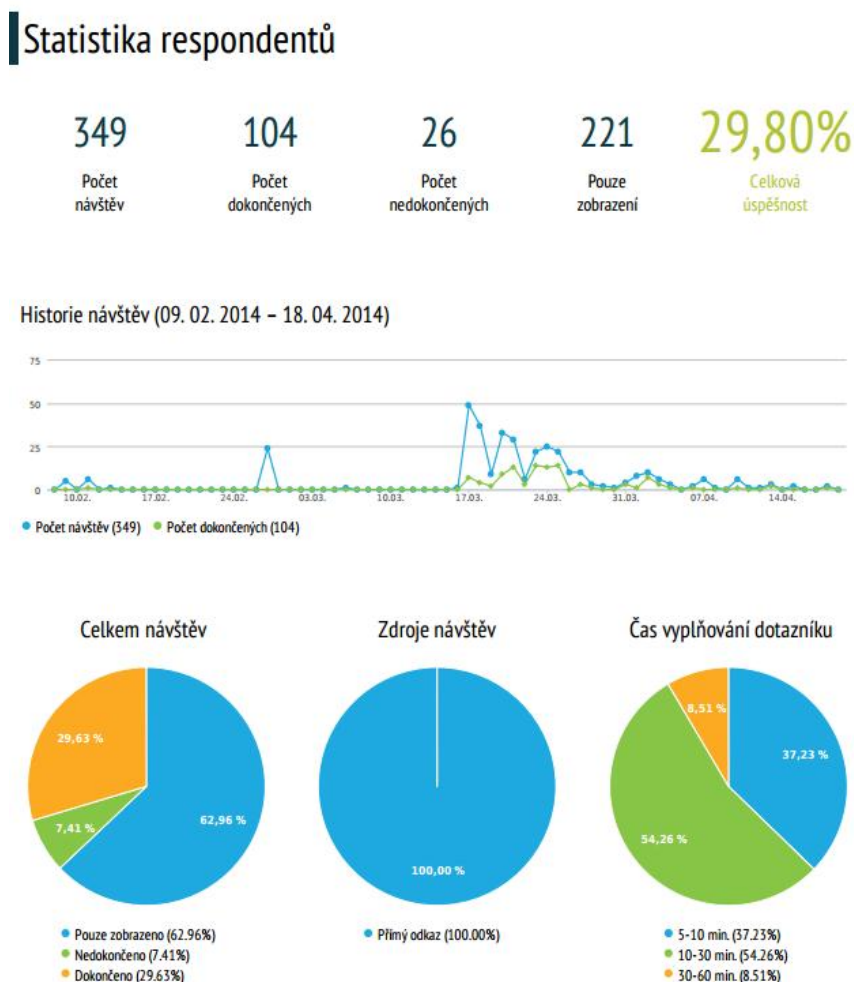 Statistika respondentů
349 104 26 221 29,80%
Počet Počet Počet Pouze Celková
návštěv dokončených nedokončených zobrazení úspěšnost
Historie návštěv (09. 02. 2014 – 18. 04. 2014)
75
50
25
0
10.02. 17.02. 24.02. 03.03. 10.03. 17.03. 24.03. 31.03. 07.04. 14.04.
Počet návštěv (349) Počet dokončených (104)
Celkem návštěv Zdroje návštěv Čas vyplňování dotazníku
8,51 %
29,63 %
37,23 %
62,96 %
7,41 %
54,26 %
100,00 %
Pouze zobrazeno (62.96%) Přímý odkaz (100.00%) 5-10 min. (37.23%)
Nedokončeno (7.41%) 10-30 min. (54.26%)
Dokončeno (29.63%) 30-60 min. (8.51%)